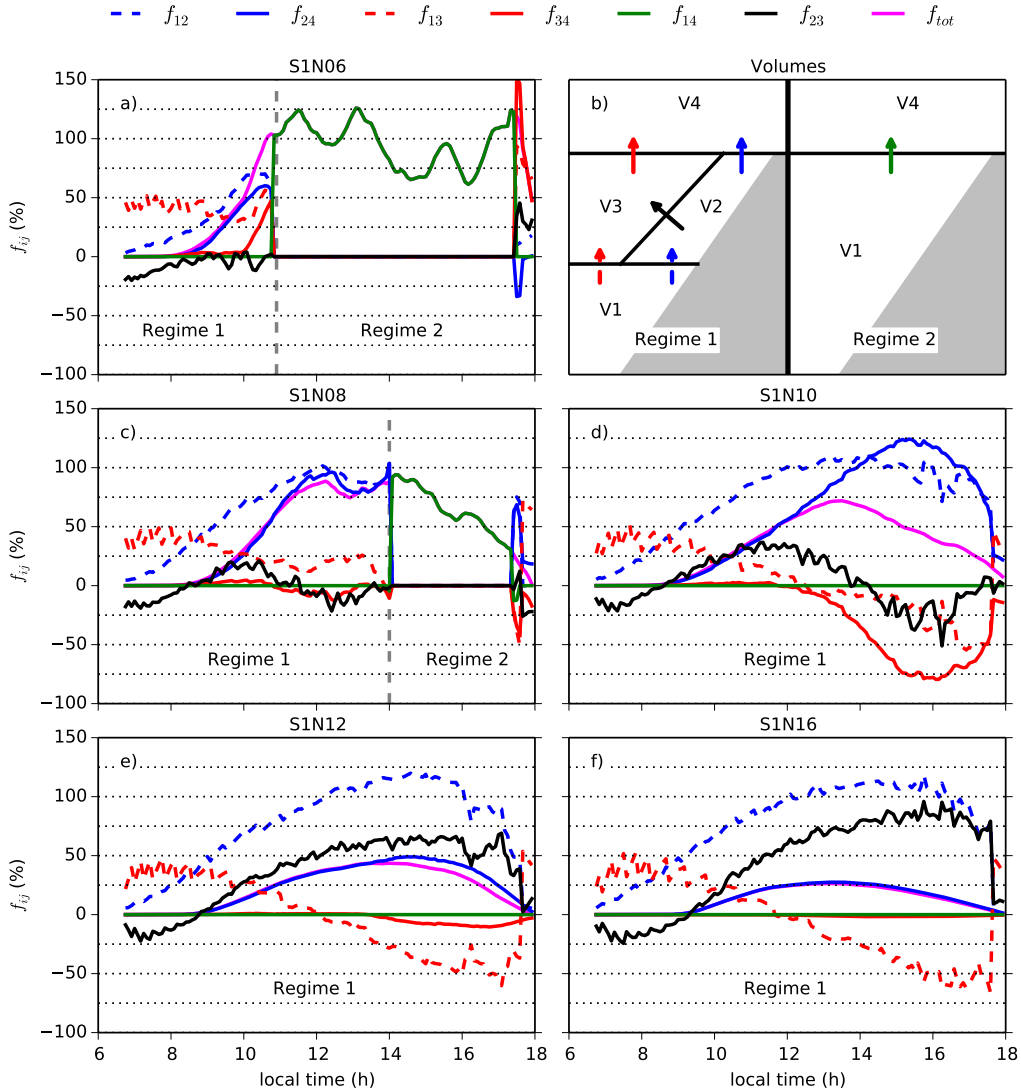 f12 f24 f13 f34 f14 f23 ftot
S1N06
Volumes
a)
b)
V4
V4
V3
V2
V1
V1
Regime 1
Regime 2
Regime 1
Regime 2
150
100
50
0
−50
−100
fij (%)
S1N08
S1N10
c)
d)
Regime 1
Regime 2
Regime 1
150
100
50
0
−50
−100
fij (%)
S1N12
S1N16
e)
f)
Regime 1
Regime 1
150
100
50
0
−50
−100
fij (%)
6 8 10 12 14 16 18
6 8 10 12 14 16 18
local time (h)
local time (h)